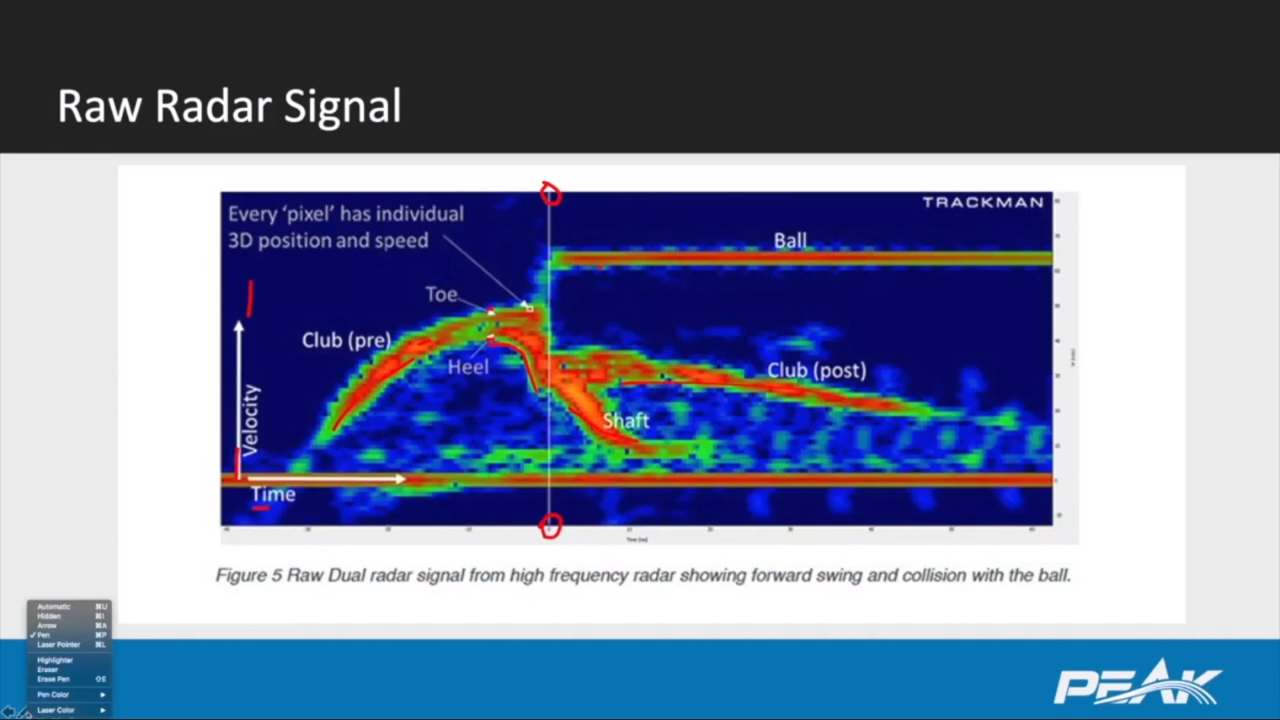 Raw Radar Signal
TRACKMAN
Every 'pixel' has individual
3D position and speed
Ball
Toe
Club (pre)
Heel
Club (post)
Shaft
Velocity
Time
Time [ms]
Figure 5 Raw Dual radar signal from high frequency radar showing forward swing and collision with the ball.
Automatic ⌘U
Hidden ⌘I
Arrow ⌘A
✓ Pen ⌘P
Laser Pointer ⌘L
Highlighter
Eraser
Erase Pen ⇧E
Pen Color ▶
Laser Color ▶
PEAK